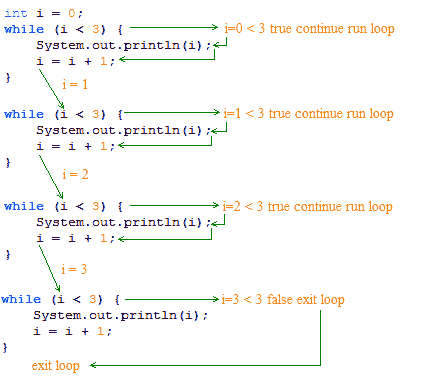 int i = 0;
while (i < 3) { i=0 < 3 true continue run loop
System.out.println(i);
i = i + 1;
} i = 1
while (i < 3) { i=1 < 3 true continue run loop
System.out.println(i);
i = i + 1;
}
i = 2
while (i < 3) { i=2 < 3 true continue run loop
System.out.println(i);
i = i + 1;
}
i = 3
while (i < 3) { i=3 < 3 false exit loop
System.out.println(i);
i = i + 1;
}
exit loop